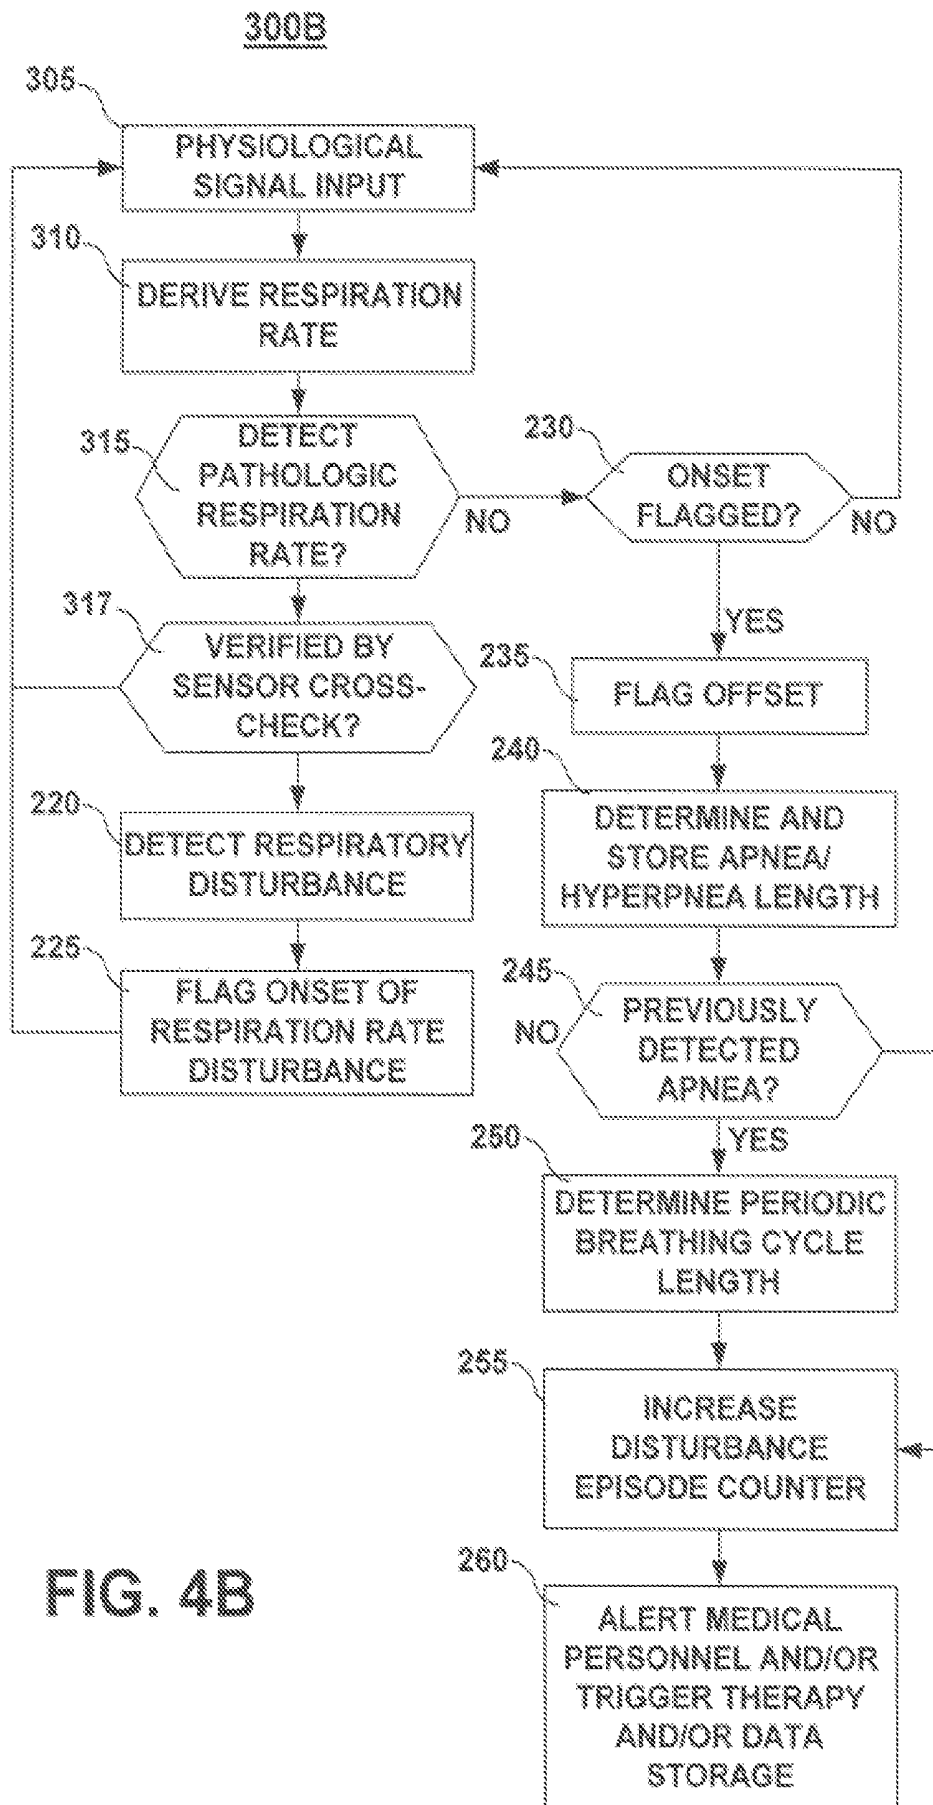 300B
305
PHYSIOLOGICAL
SIGNAL INPUT
310
DERIVE RESPIRATION
RATE
315
DETECT
PATHOLOGIC
RESPIRATION
RATE?
NO
230
ONSET
FLAGGED?
NO
YES
317
VERIFIED BY
SENSOR CROSS-
CHECK?
235
FLAG OFFSET
220
DETECT RESPIRATORY
DISTURBANCE
240
DETERMINE AND
STORE APNEA/
HYPERPNEA LENGTH
225
FLAG ONSET OF
RESPIRATION RATE
DISTURBANCE
245
NO
PREVIOUSLY
DETECTED
APNEA?
YES
250
DETERMINE PERIODIC
BREATHING CYCLE
LENGTH
255
INCREASE
DISTURBANCE
EPISODE COUNTER
260
ALERT MEDICAL
PERSONNEL AND/OR
TRIGGER THERAPY
AND/OR DATA
STORAGE
FIG. 4B